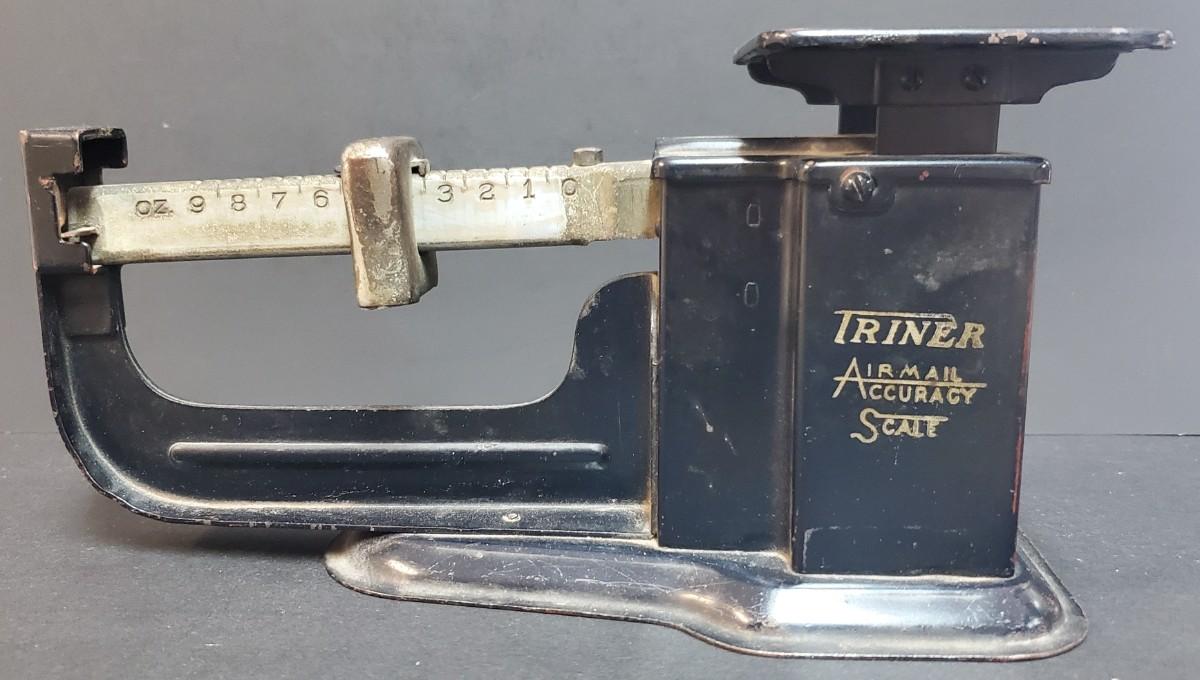 OZ. 9 8 7 6 3 2 1 0
TRINER
AIRMAIL
ACCURACY
SCALE